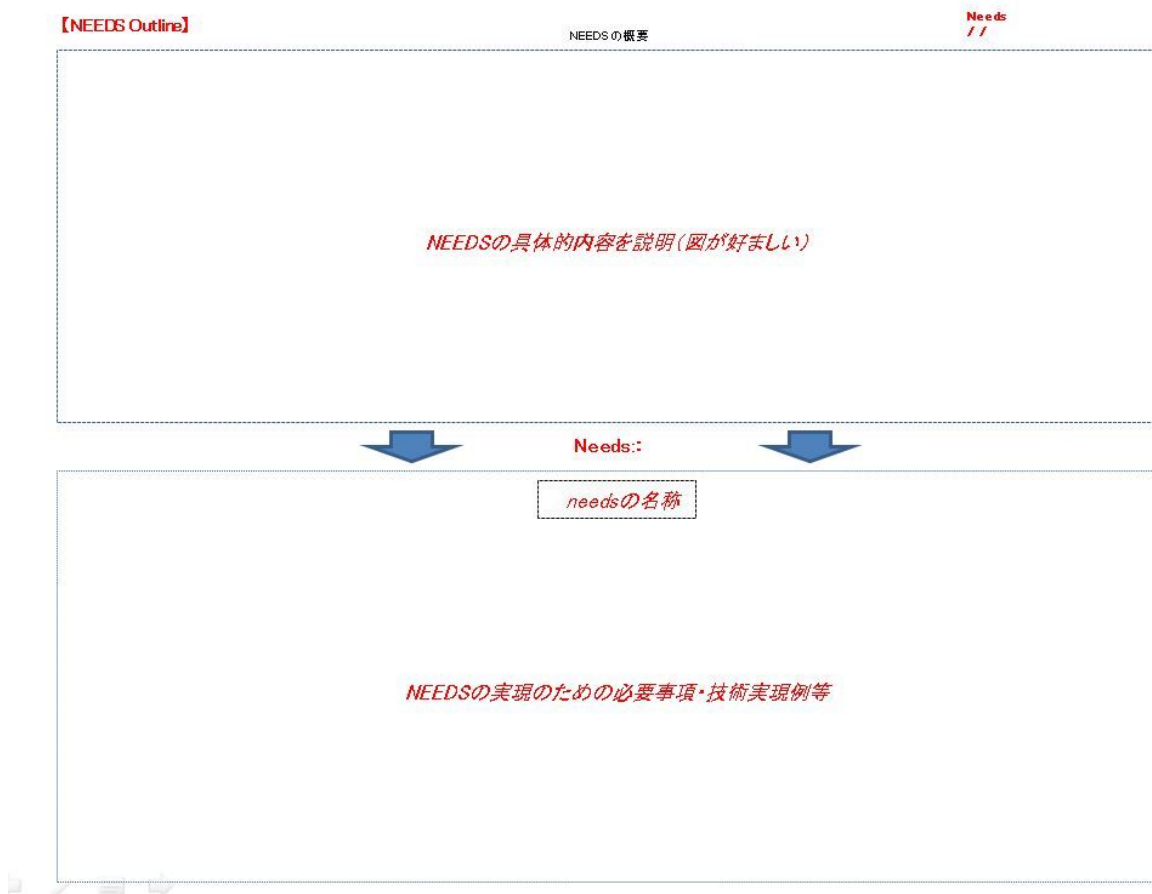 【NEEDS Outline】
NEEDSの概要
Needs
/ /
NEEDSの具体的内容を説明(図が好ましい)
Needs::
needsの名称
NEEDSの実現のための必要事項・技術実現例等